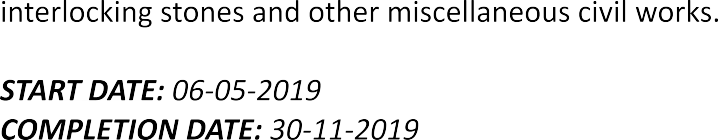 interlocking stones and other miscellaneous civil works.
START DATE: 06-05-2019
COMPLETION DATE: 30-11-2019